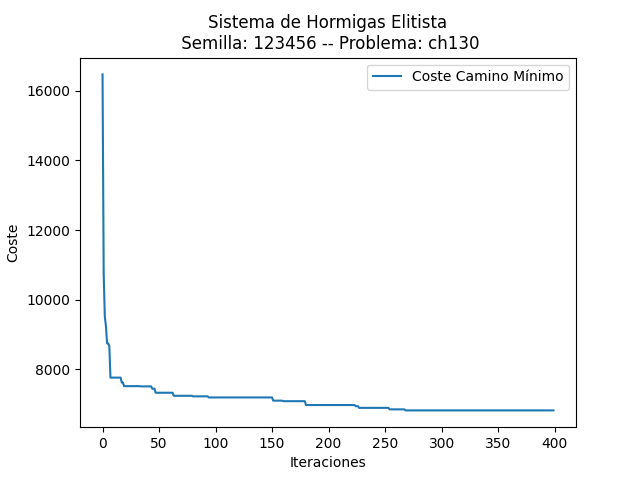 Sistema de Hormigas Elitista
Semilla: 123456 -- Problema: ch130
Coste Camino Mínimo
16000
14000
12000
10000
8000
Coste
0 50 100 150 200 250 300 350 400
Iteraciones